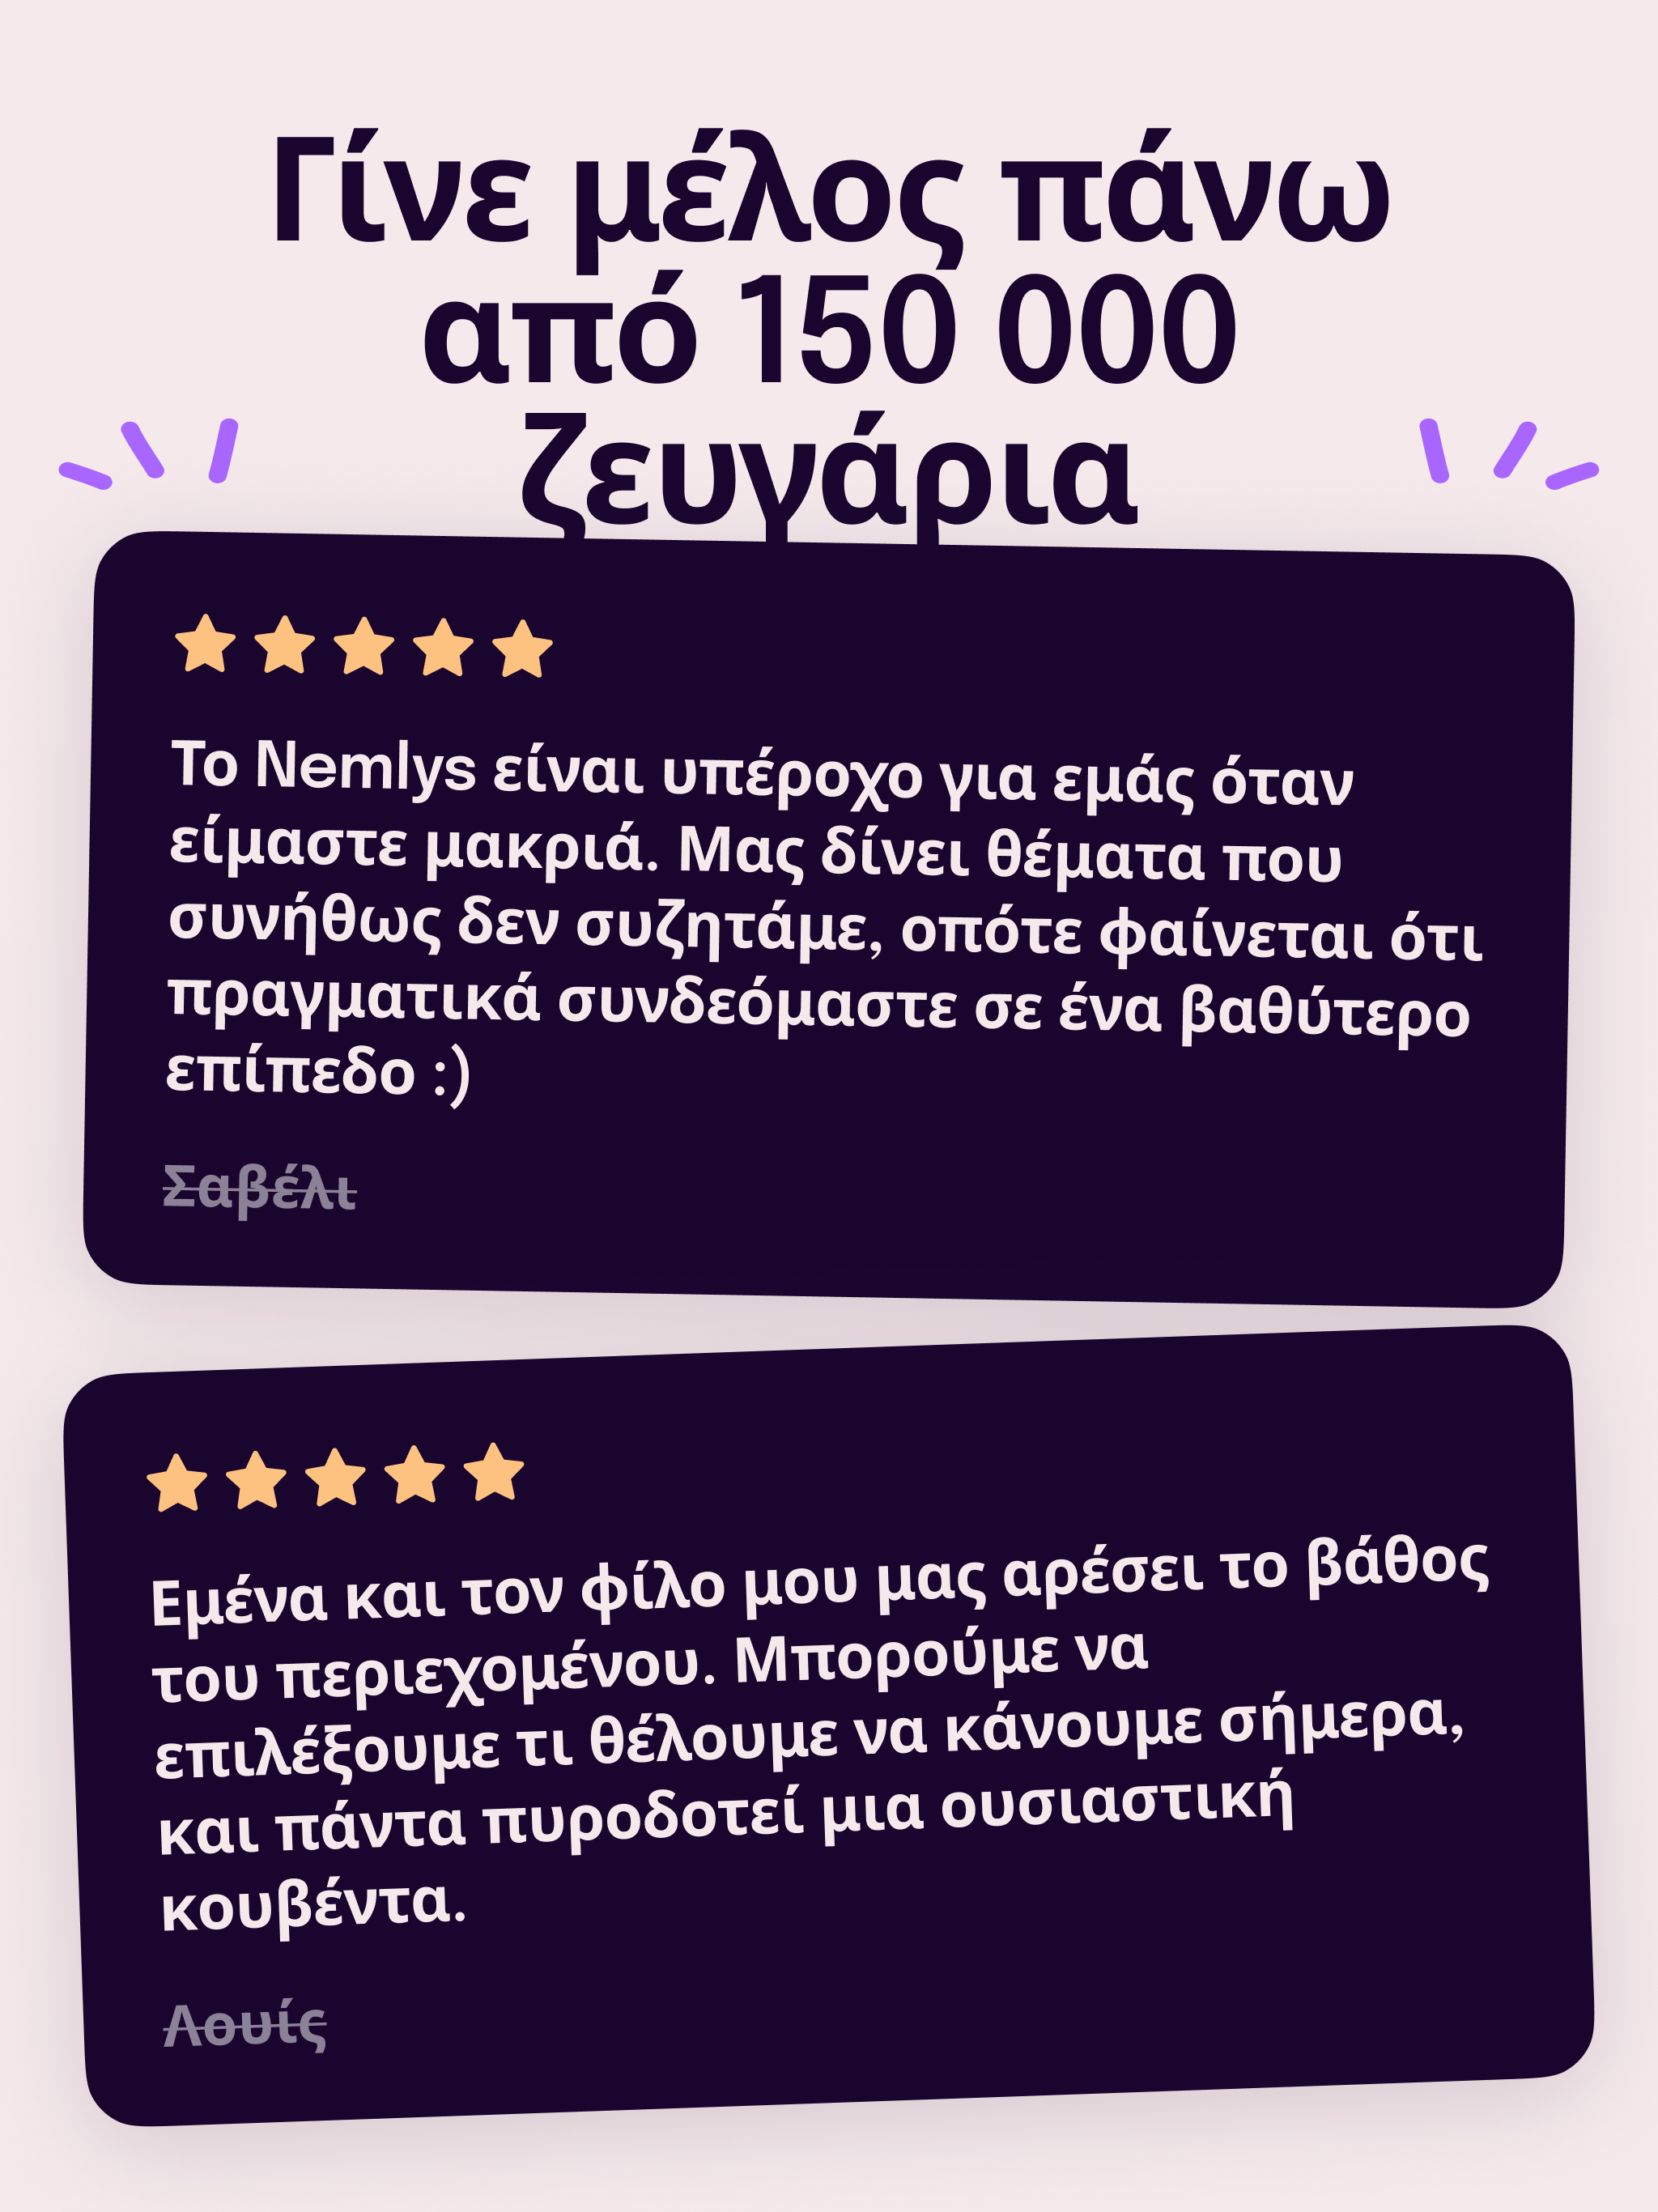 Γίνε μέλος πάνω
από 150 000
ζευγάρια
Το Nemlys είναι υπέροχο για εμάς όταν
είμαστε μακριά. Μας δίνει θέματα που
συνήθως δεν συζητάμε, οπότε φαίνεται ότι
πραγματικά συνδεόμαστε σε ένα βαθύτερο
επίπεδο :)
Σαβέλι
Εμένα και τον φίλο μου μας αρέσει το βάθος
του περιεχομένου. Μπορούμε να
επιλέξουμε τι θέλουμε να κάνουμε σήμερα,
και πάντα πυροδοτεί μια ουσιαστική
κουβέντα.
Λουίς